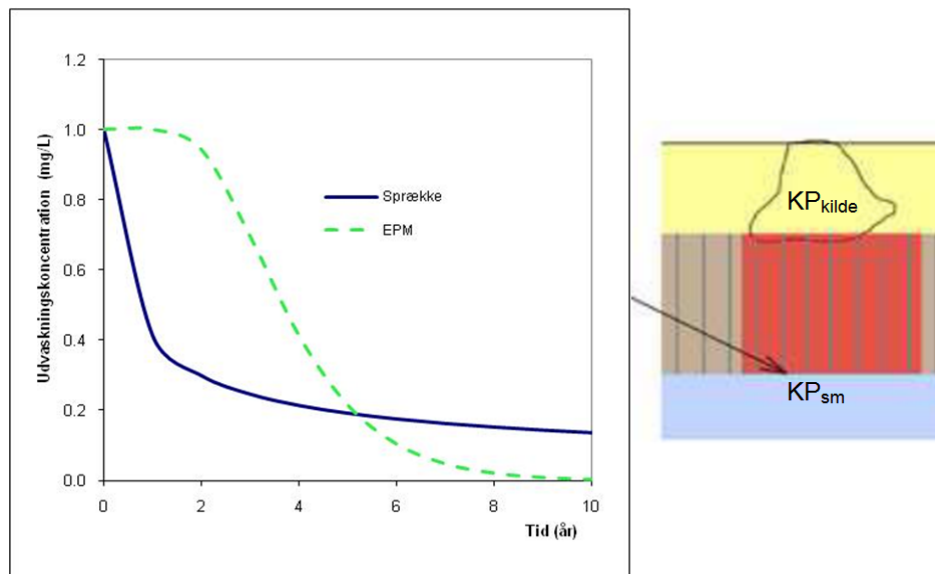 Udvaskningskoncentration (mg/L)
1.2
1.0
0.8
0.6
0.4
0.2
0.0
0 2 4 6 8 10
Tid (år)
Sprække
EPM
KPkilde
KPsm